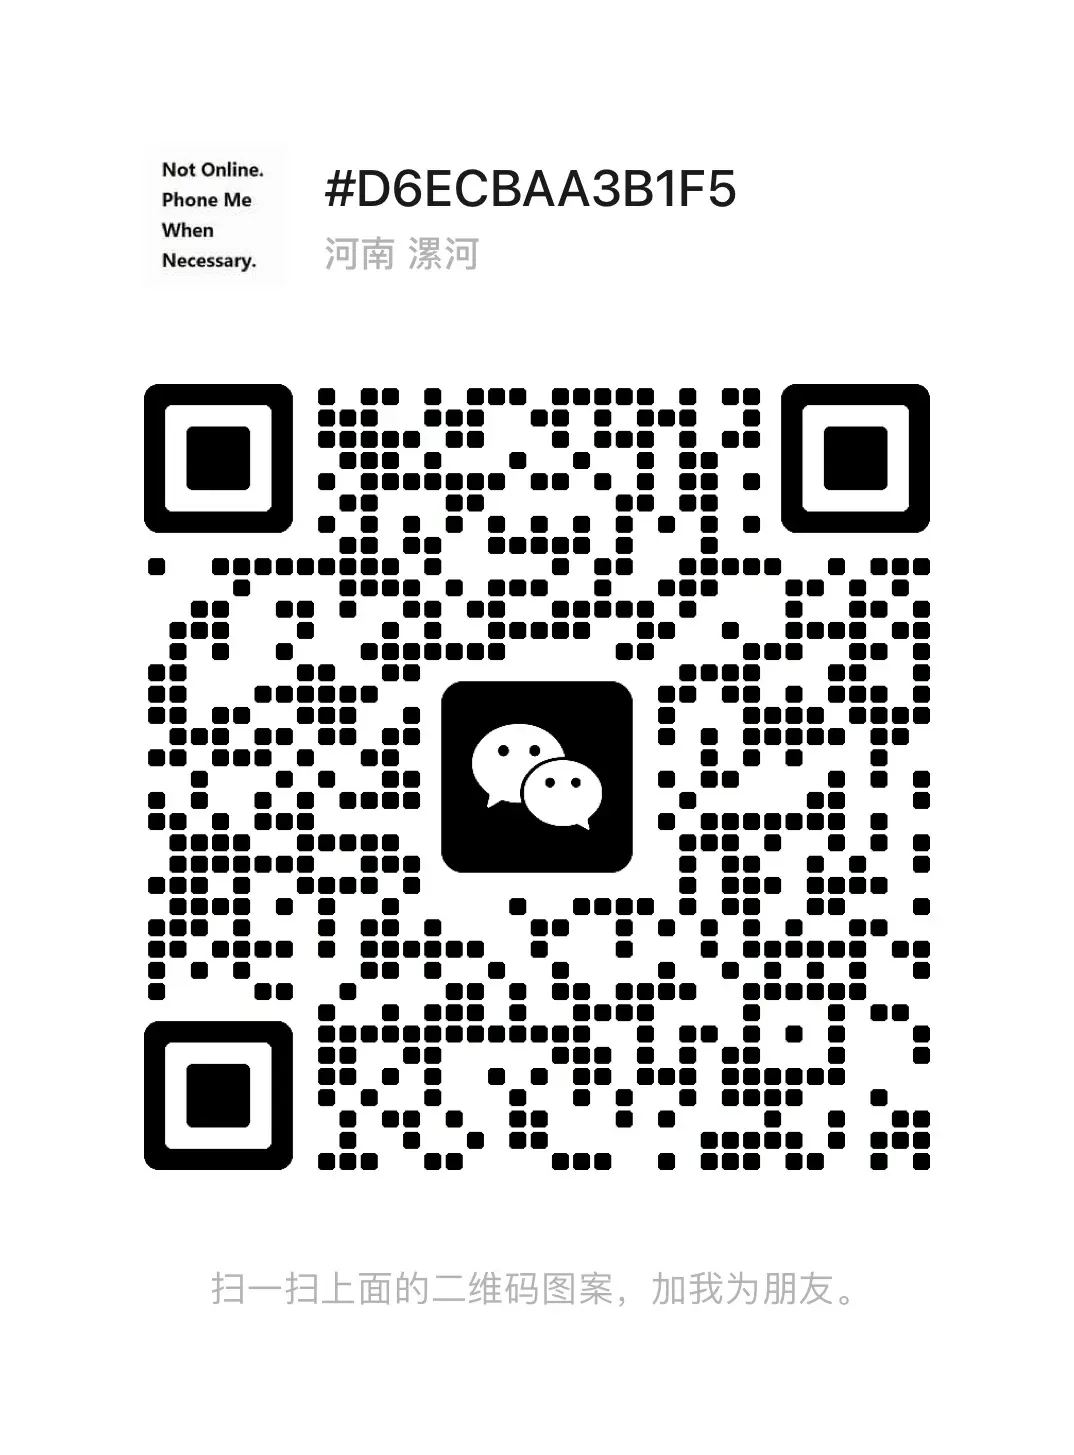 Not Online.
Phone Me
When
Necessary.
#D6ECBAA3B1F5
河南 漯河
扫一扫上面的二维码图案，加我为朋友。